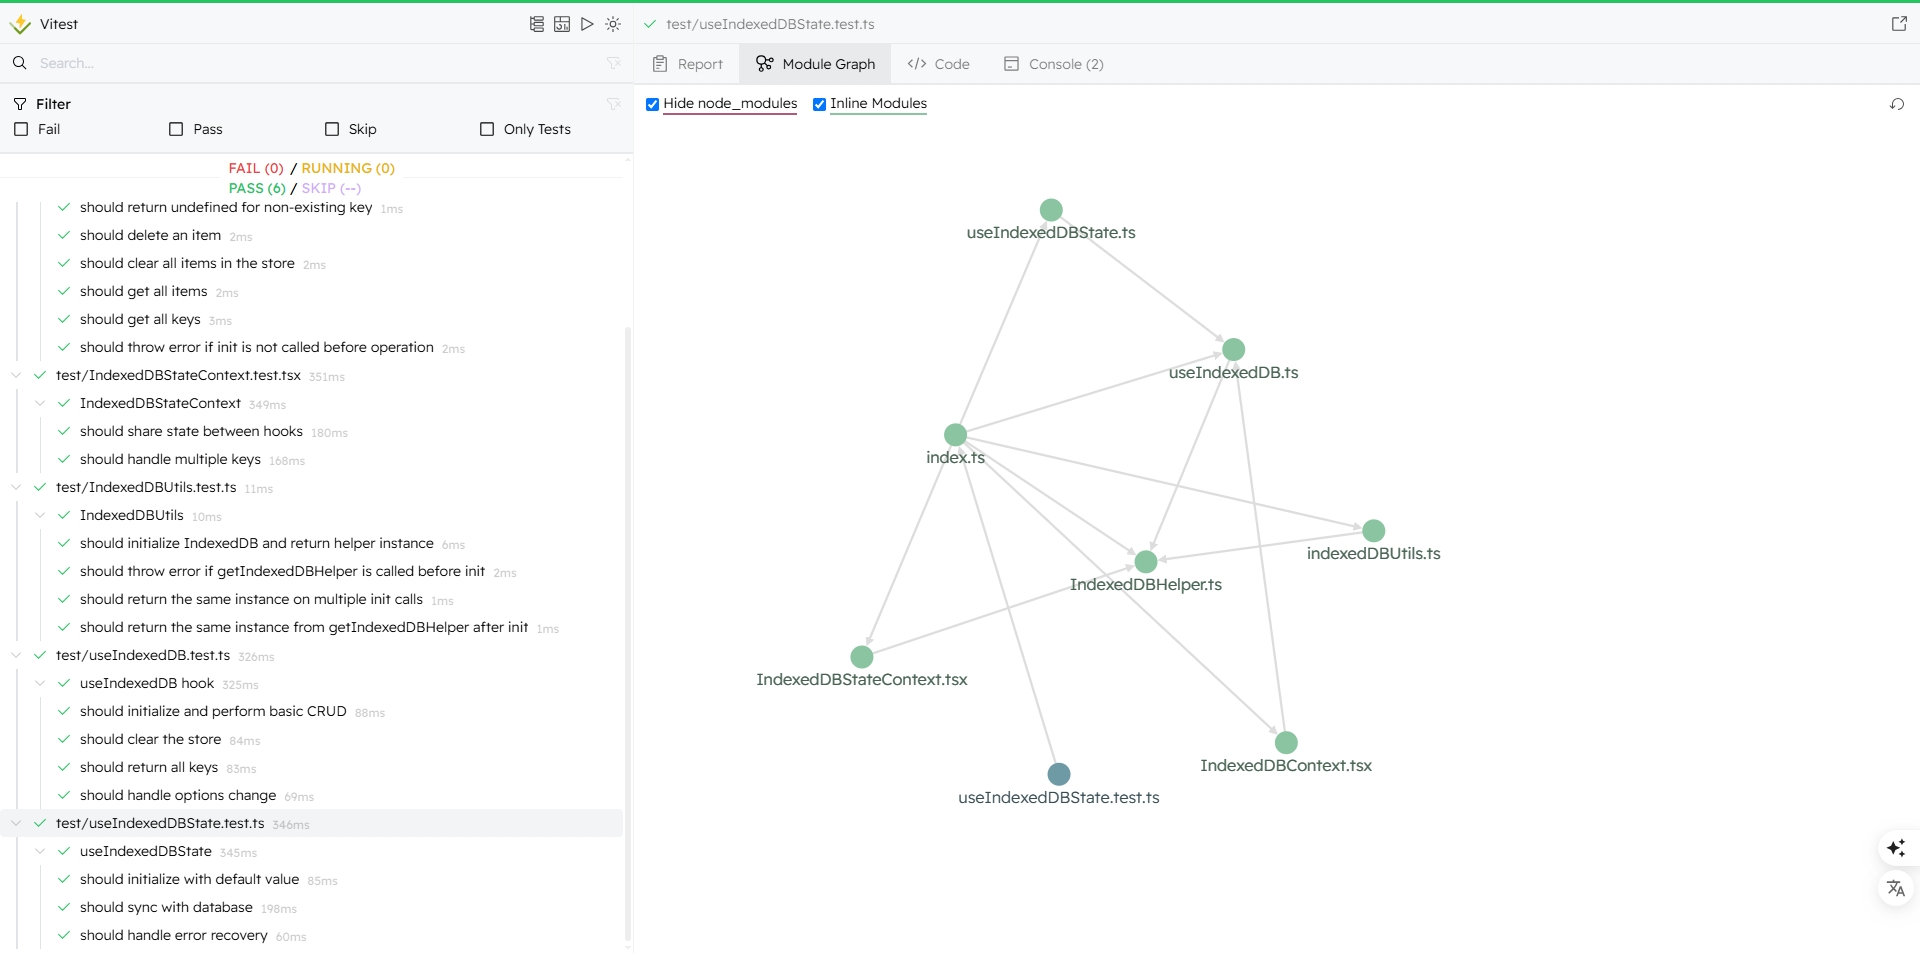 Vitest
Search...
Filter
Fail
Pass
Skip
Only Tests
FAIL (0) / RUNNING (0)
PASS (6) / SKIP (--)
should return undefined for non-existing key 1ms
should delete an item 2ms
should clear all items in the store 2ms
should get all items 2ms
should get all keys 3ms
should throw error if init is not called before operation 2ms
test/IndexedDBStateContext.test.tsx 351ms
IndexedDBStateContext 349ms
should share state between hooks 180ms
should handle multiple keys 168ms
test/IndexedDBUtils.test.ts 11ms
IndexedDBUtils 10ms
should initialize IndexedDB and return helper instance 6ms
should throw error if getIndexedDBHelper is called before init 2ms
should return the same instance on multiple init calls 1ms
should return the same instance from getIndexedDBHelper after init 1ms
test/useIndexedDB.test.ts 326ms
useIndexedDB hook 325ms
should initialize and perform basic CRUD 88ms
should clear the store 84ms
should return all keys 83ms
should handle options change 69ms
test/useIndexedDBState.test.ts 346ms
useIndexedDBState 345ms
should initialize with default value 85ms
should sync with database 198ms
should handle error recovery 60ms
test/useIndexedDBState.test.ts
Report
Module Graph
Code
Console (2)
Hide node_modules
Inline Modules
useIndexedDBState.ts
useIndexedDB.ts
index.ts
indexedDBUtils.ts
IndexedDBHelper.ts
IndexedDBStateContext.tsx
IndexedDBContext.tsx
useIndexedDBState.test.ts